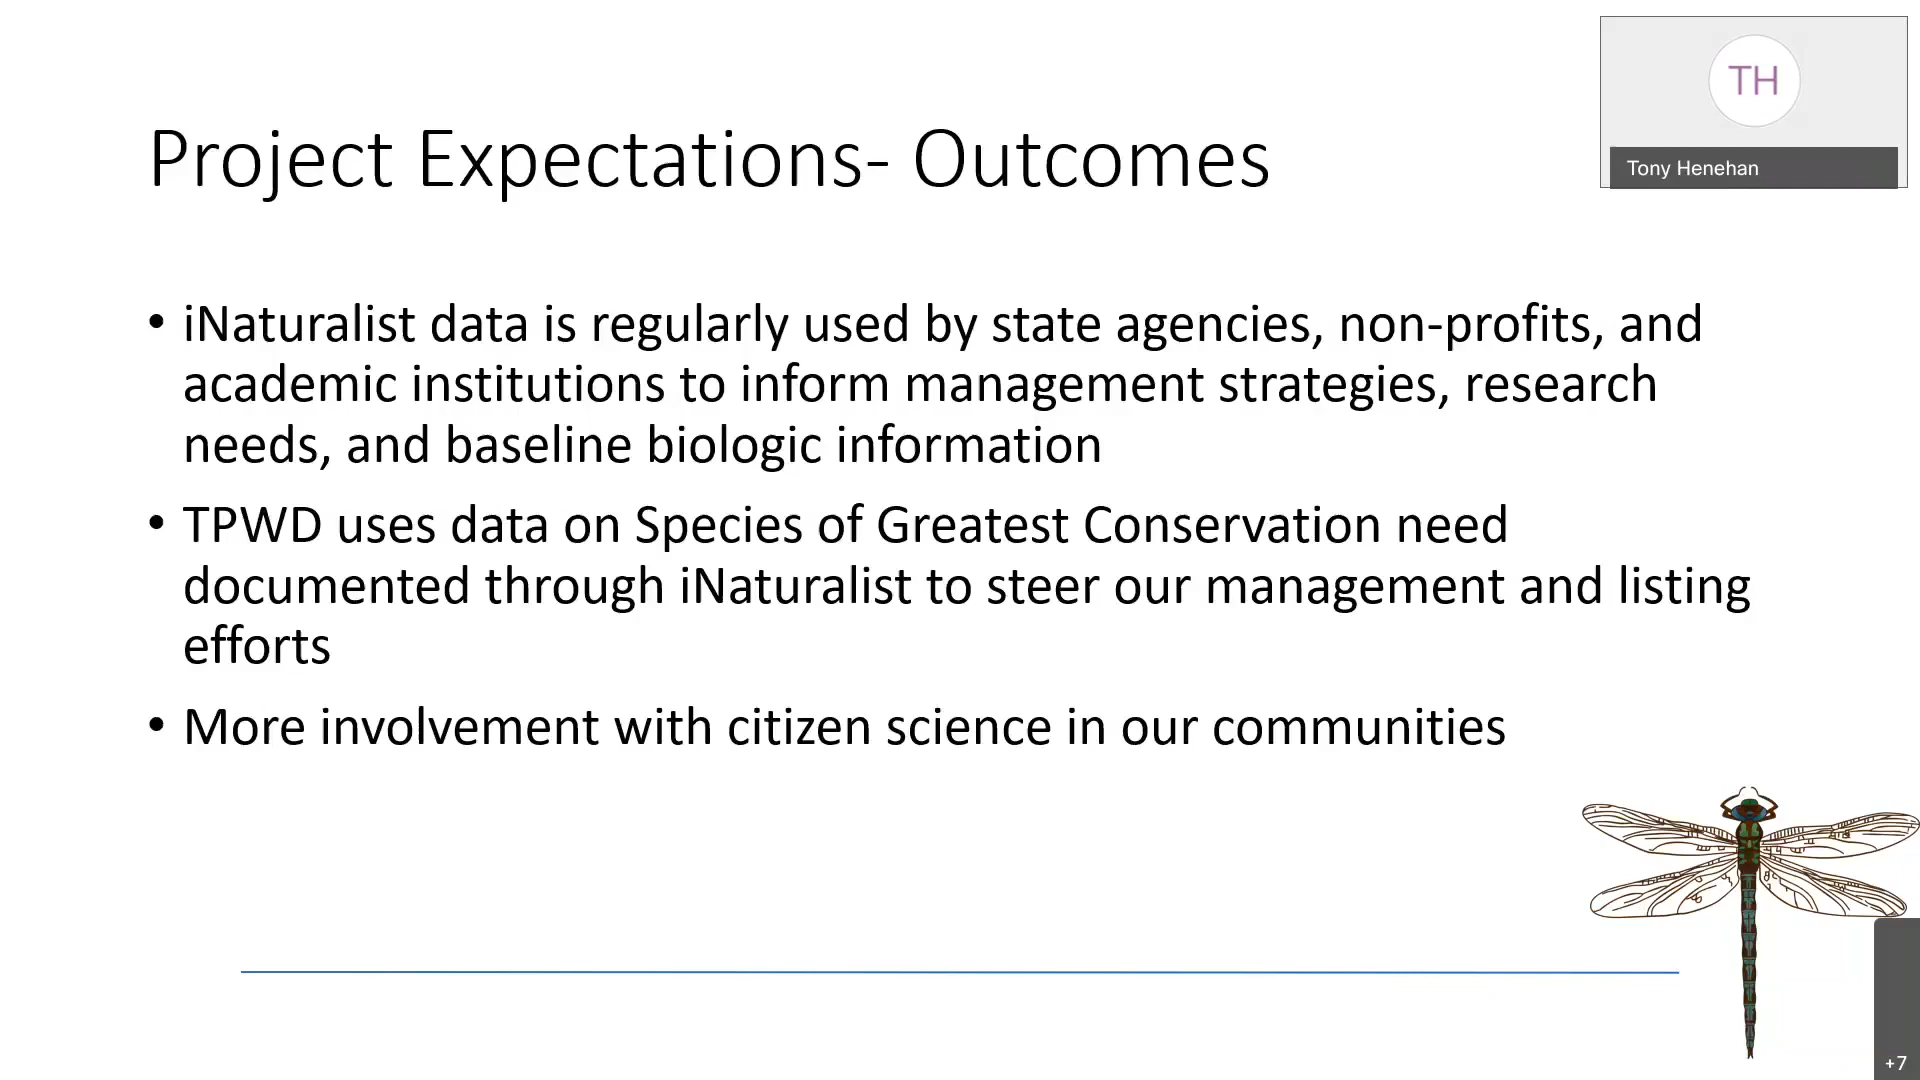 TH
Tony Henehan
Project Expectations- Outcomes
• iNaturalist data is regularly used by state agencies, non-profits, and
academic institutions to inform management strategies, research
needs, and baseline biologic information
• TPWD uses data on Species of Greatest Conservation need
documented through iNaturalist to steer our management and listing
efforts
• More involvement with citizen science in our communities
+7